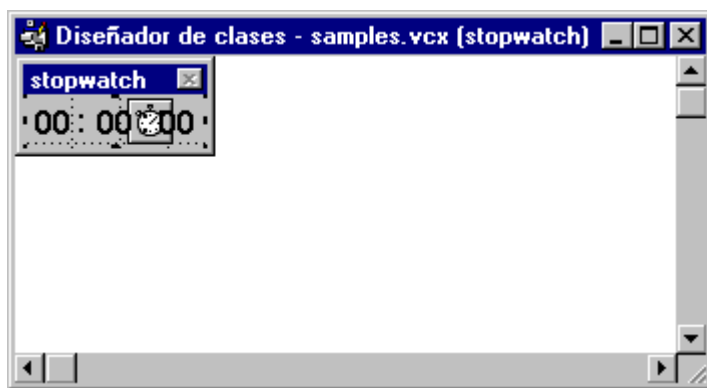 Diseñador de clases - samples.vcx (stopwatch)
stopwatch
00 : 00 00